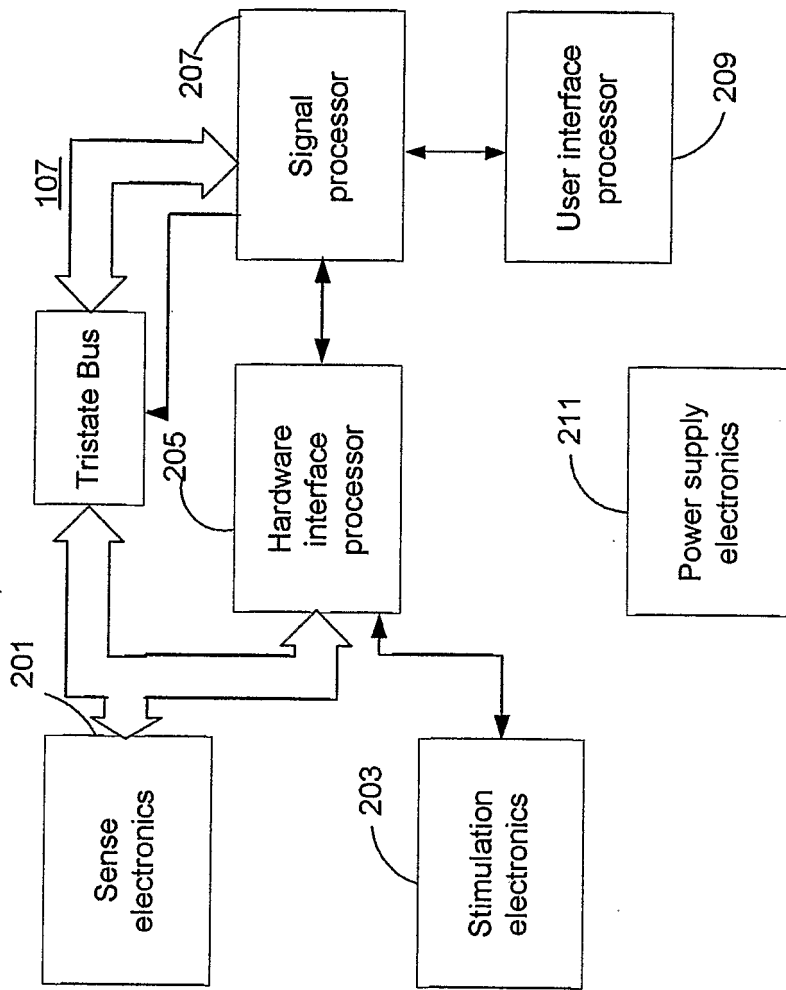 107
201
Sense
electronics
Tristate Bus
207
Signal
processor
205
Hardware
interface
processor
203
Stimulation
electronics
209
User interface
processor
211
Power supply
electronics